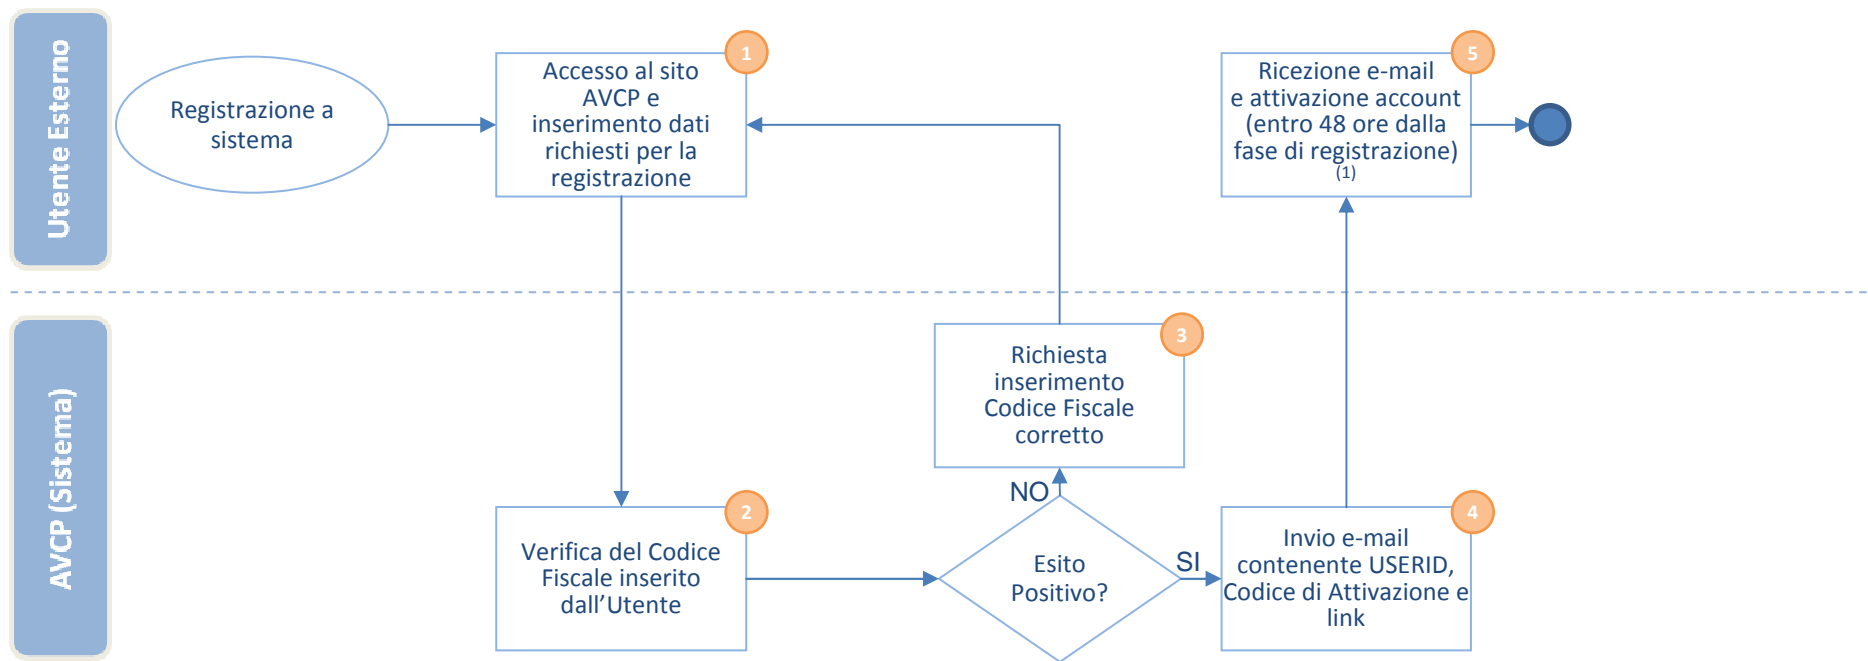 Utente Esterno
Registrazione a
sistema
1
Accesso al sito
AVCP e
inserimento dati
richiesti per la
registrazione
5
Ricezione e-mail
e attivazione account
(entro 48 ore dalla
fase di registrazione)
(1)
AVCP (Sistema)
3
Richiesta
inserimento
Codice Fiscale
corretto
2
Verifica del Codice
Fiscale inserito
dall’Utente
NO
Esito
Positivo?
SI
4
Invio e-mail
contenente USERID,
Codice di Attivazione e
link